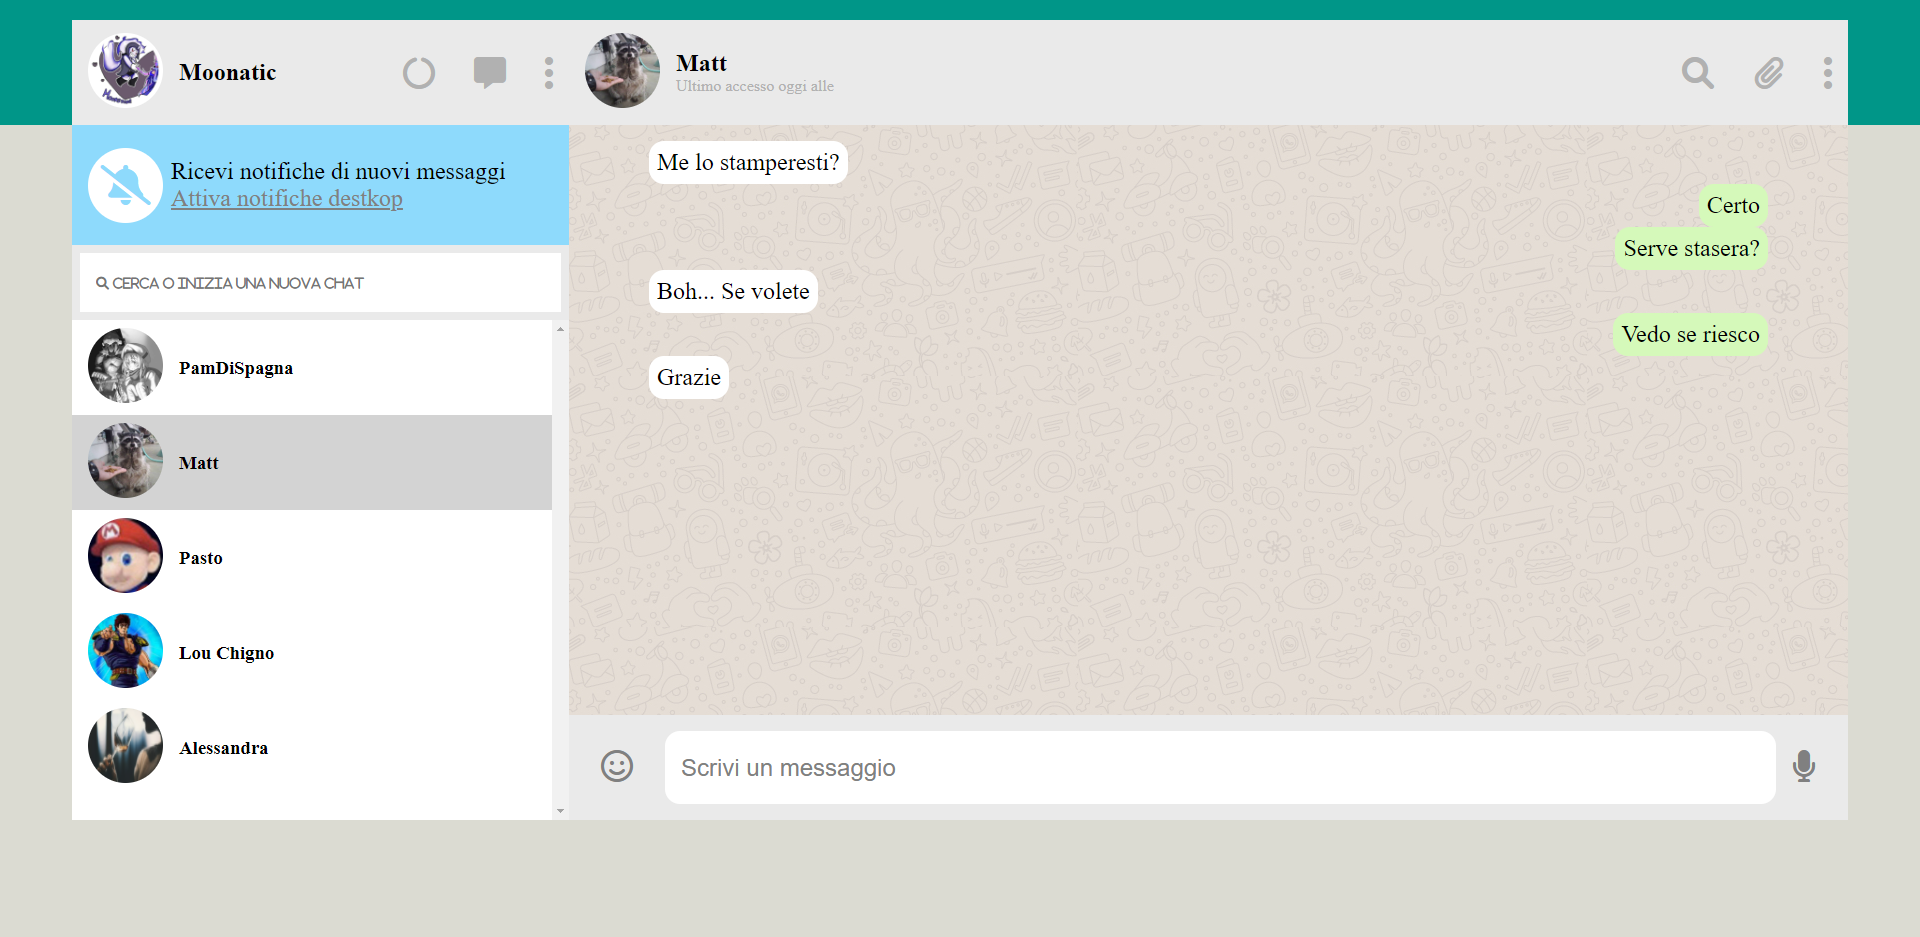 Moonatic
Matt
Ultimo accesso oggi alle
Ricevi notifiche di nuovi messaggi
Attiva notifiche destkop
CERCA O INIZIA UNA NUOVA CHAT
PamDiSpagna
Matt
Pasto
Lou Chigno
Alessandra
Me lo stamperesti?
Certo
Serve stasera?
Boh... Se volete
Vedo se riesco
Grazie
Scrivi un messaggio